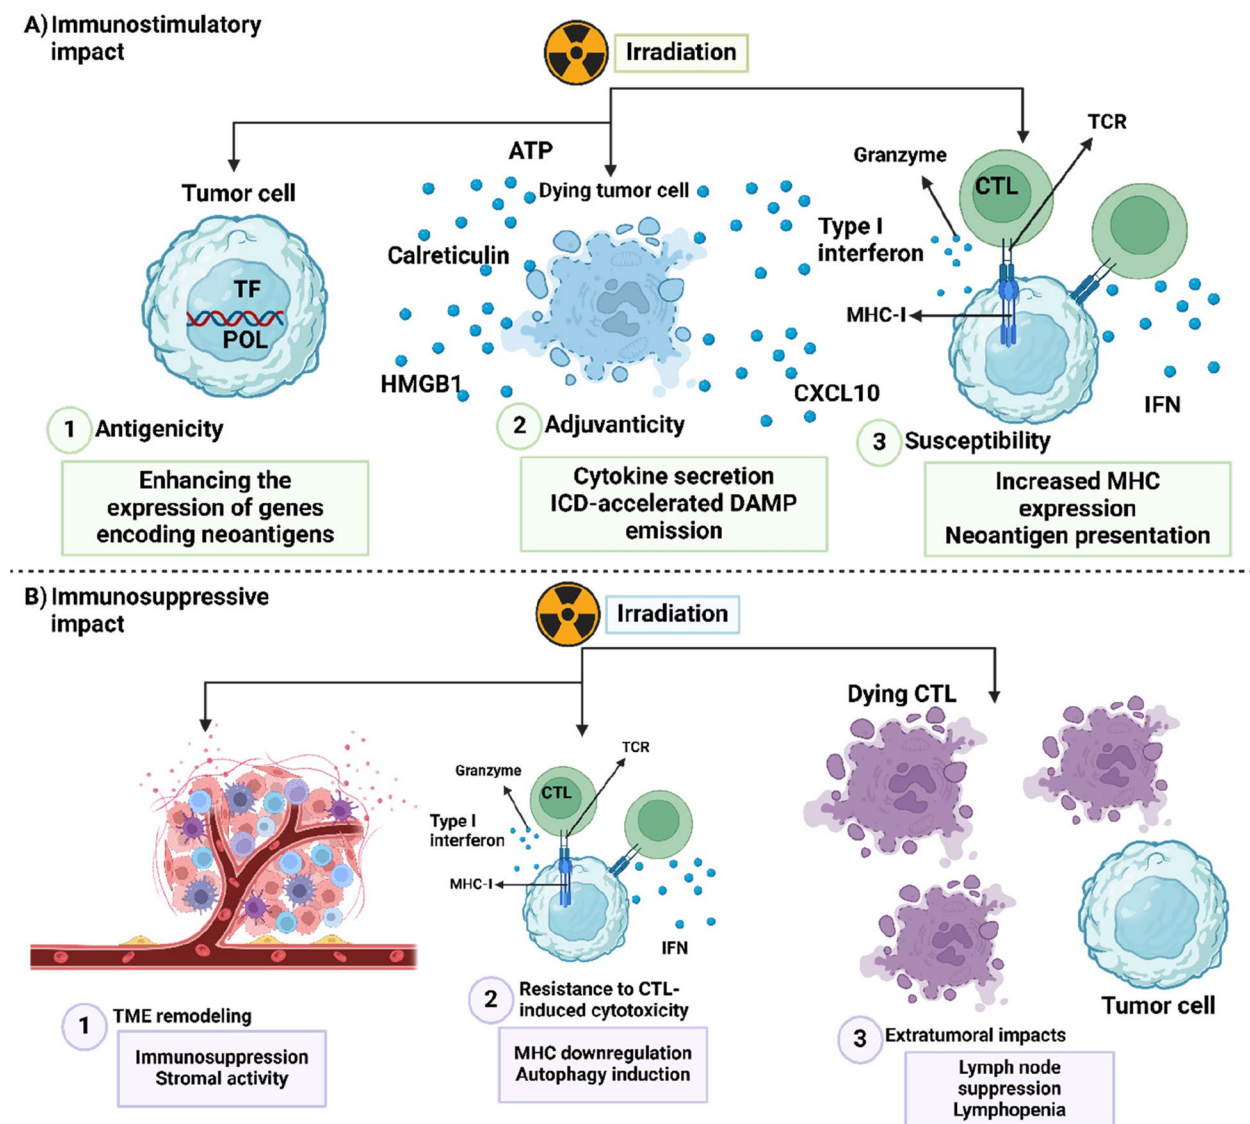 A) Immunostimulatory
impact
Irradiation
Tumor cell
TF
POL
1 Antigenicity
Enhancing the
expression of genes
encoding neoantigens
ATP
Dying tumor cell
Calreticulin
HMGB1
CXCL10
2 Adjuvanticity
Cytokine secretion
ICD-accelerated DAMP
emission
TCR
Granzyme
CTL
Type I
interferon
MHC-I
IFN
3 Susceptibility
Increased MHC
expression
Neoantigen presentation
B) Immunosuppressive
impact
Irradiation
1 TME remodeling
Immunosuppression
Stromal activity
TCR
Granzyme
CTL
Type I
interferon
MHC-I
IFN
2 Resistance to CTL-
induced cytotoxicity
MHC downregulation
Autophagy induction
Dying CTL
Tumor cell
3 Extratumoral impacts
Lymph node
suppression
Lymphopenia